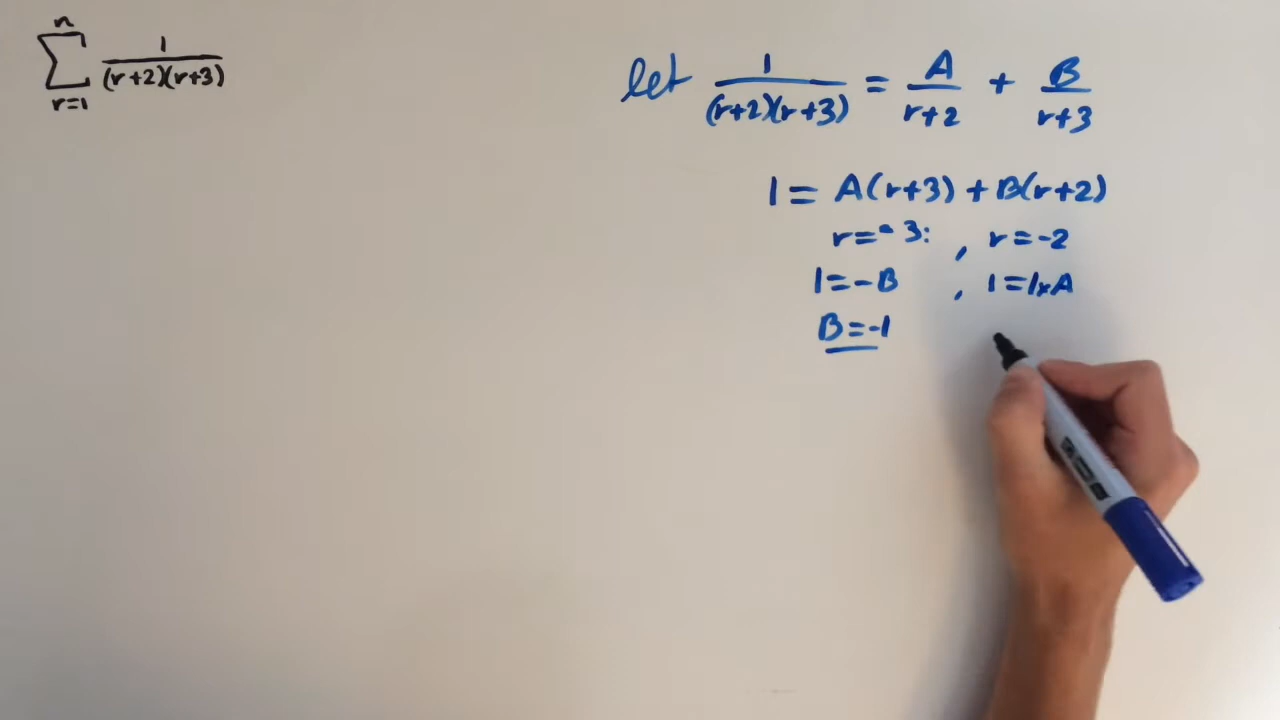 n
∑ 1/((r+2)(r+3))
r=1
let 1/((r+2)(r+3)) = A/(r+2) + B/(r+3)
1 = A(r+3) + B(r+2)
r=-3: , r=-2
1=-B , 1=1×A
B=-1